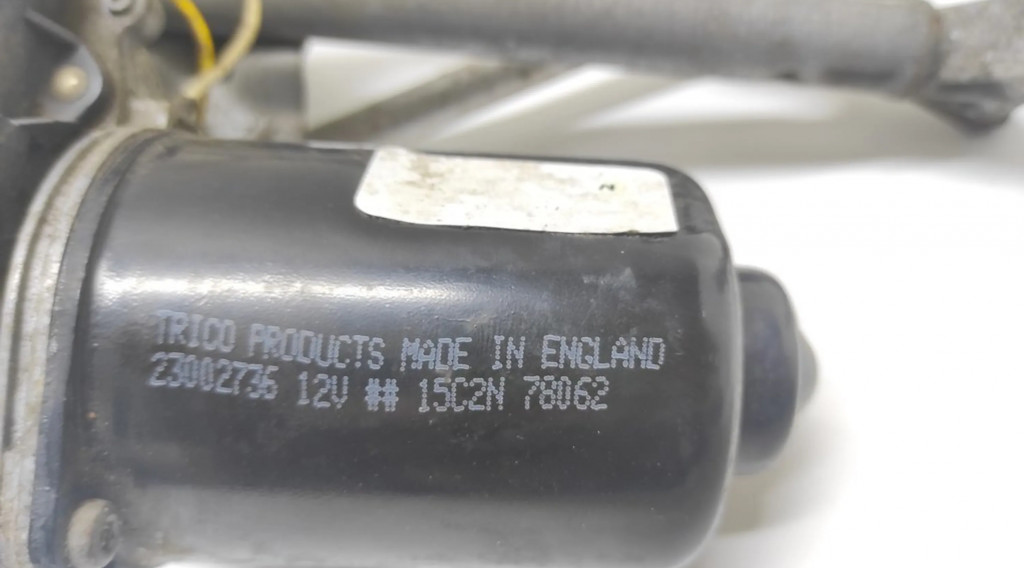 TRICO PRODUCTS MADE IN ENGLAND
23002736 12V ## 15C2N 78062